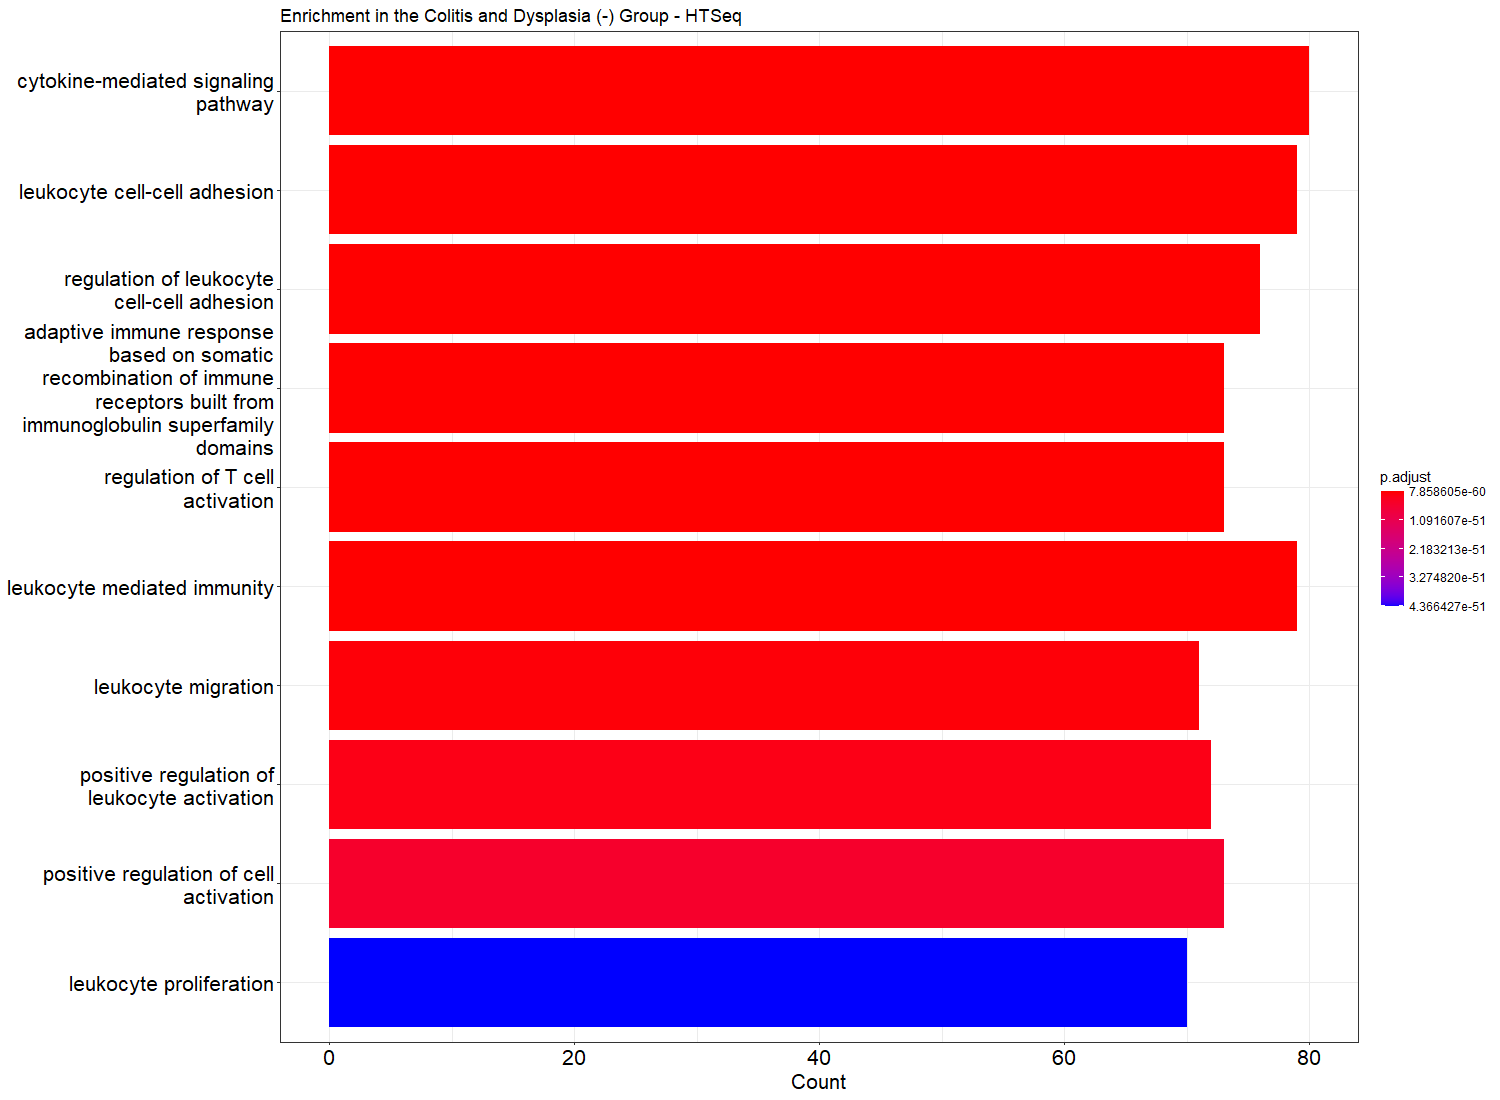 Enrichment in the Colitis and Dysplasia (-) Group - HTSeq
cytokine-mediated signaling
pathway
leukocyte cell-cell adhesion
regulation of leukocyte
cell-cell adhesion
adaptive immune response
based on somatic
recombination of immune
receptors built from
immunoglobulin superfamily
domains
regulation of T cell
activation
leukocyte mediated immunity
leukocyte migration
positive regulation of
leukocyte activation
positive regulation of cell
activation
leukocyte proliferation
0 20 40 60 80
Count
p.adjust
7.858605e-60
1.091607e-51
2.183213e-51
3.274820e-51
4.366427e-51